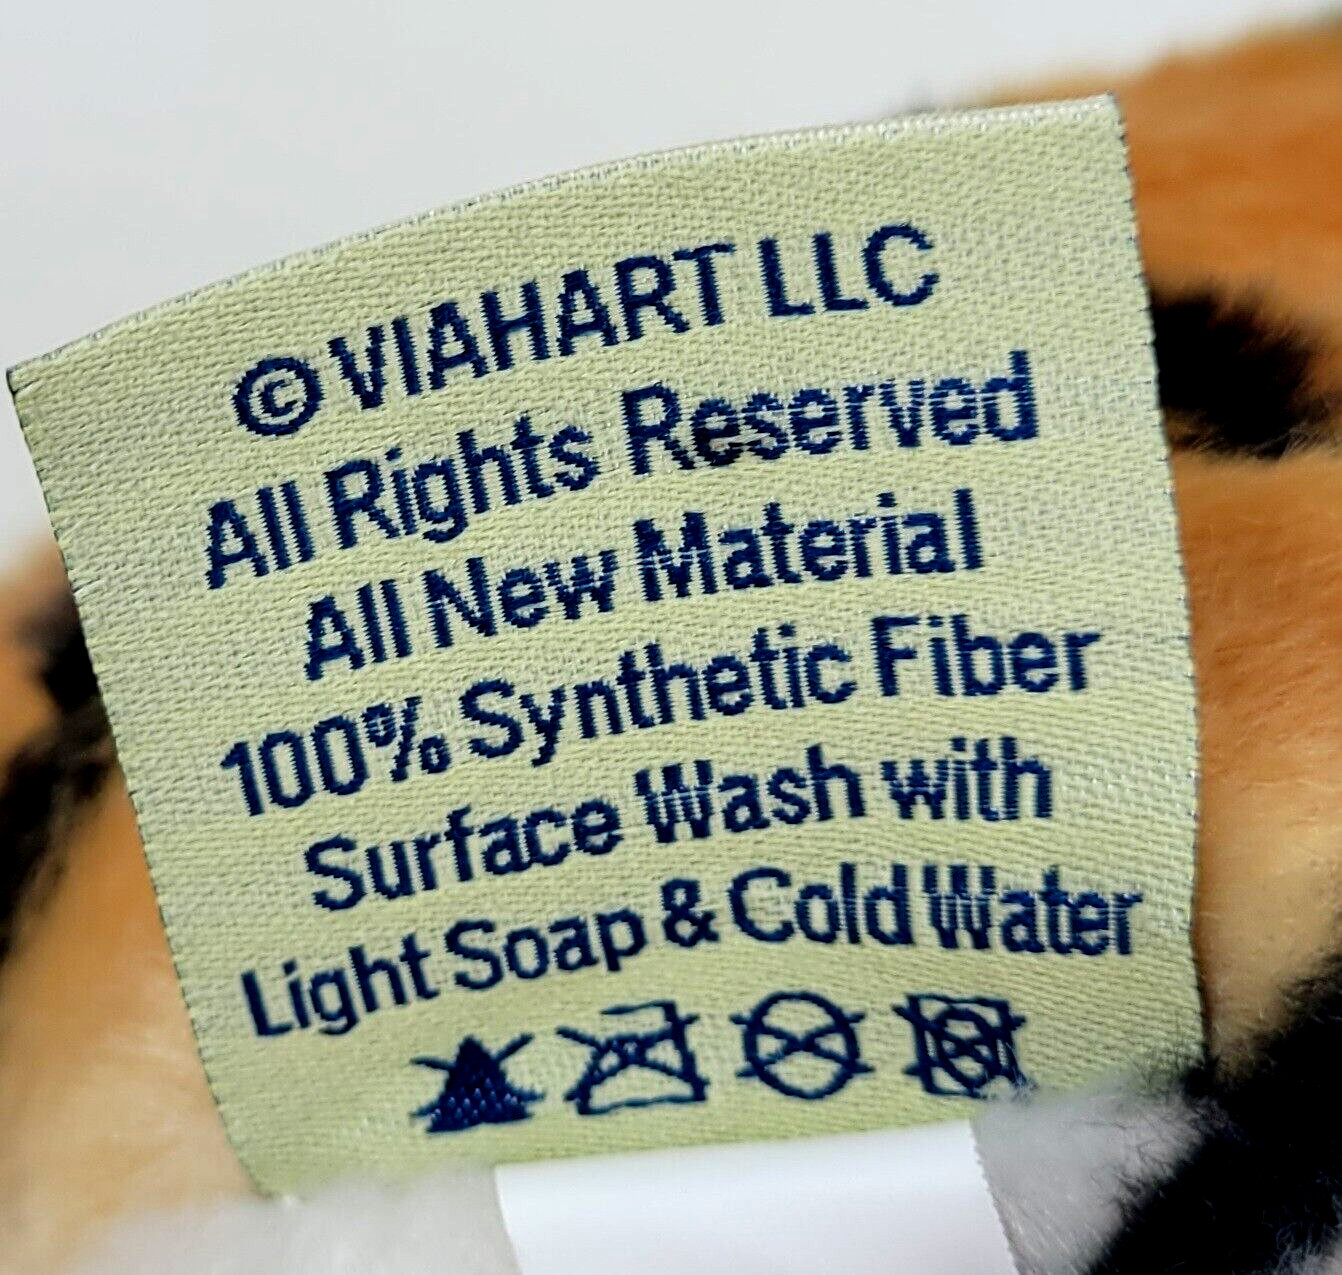 © VIAHART LLC
All Rights Reserved
All New Material
100% Synthetic Fiber
Surface Wash with
Light Soap & Cold Water